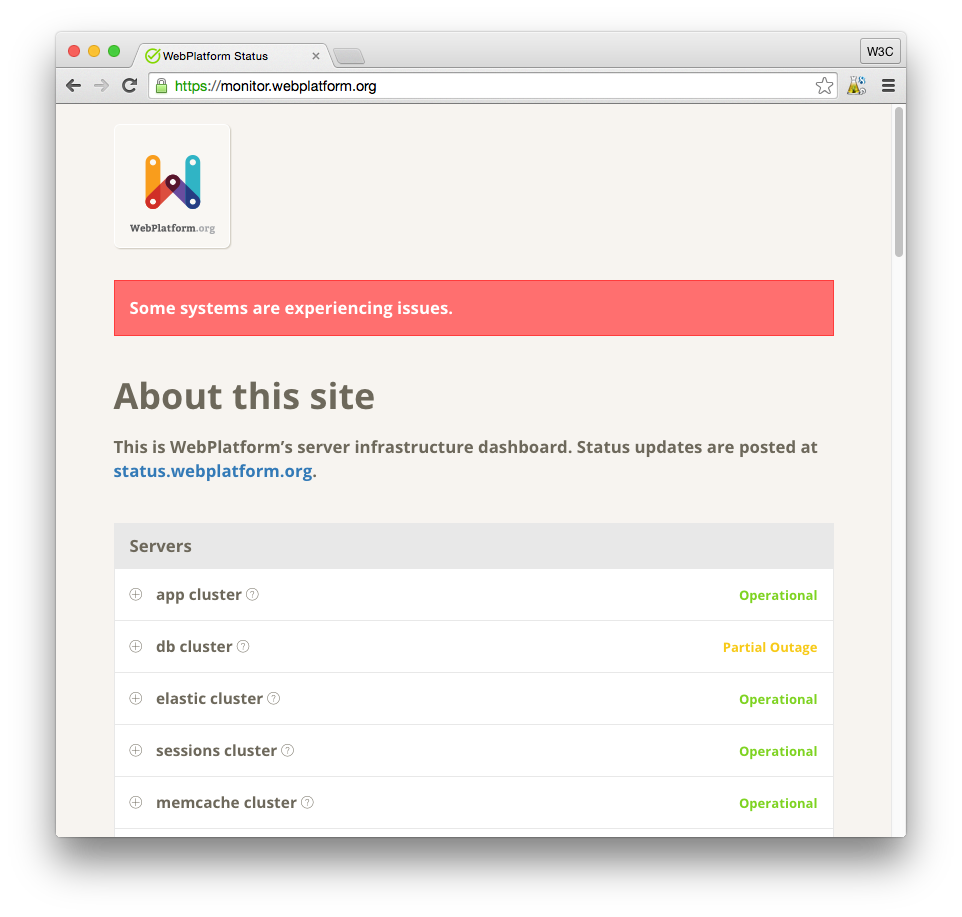 WebPlatform Status
W3C
https://monitor.webplatform.org
WebPlatform.org
Some systems are experiencing issues.
About this site
This is WebPlatform’s server infrastructure dashboard. Status updates are posted at
status.webplatform.org.
Servers
app cluster ? Operational
db cluster ? Partial Outage
elastic cluster ? Operational
sessions cluster ? Operational
memcache cluster ? Operational